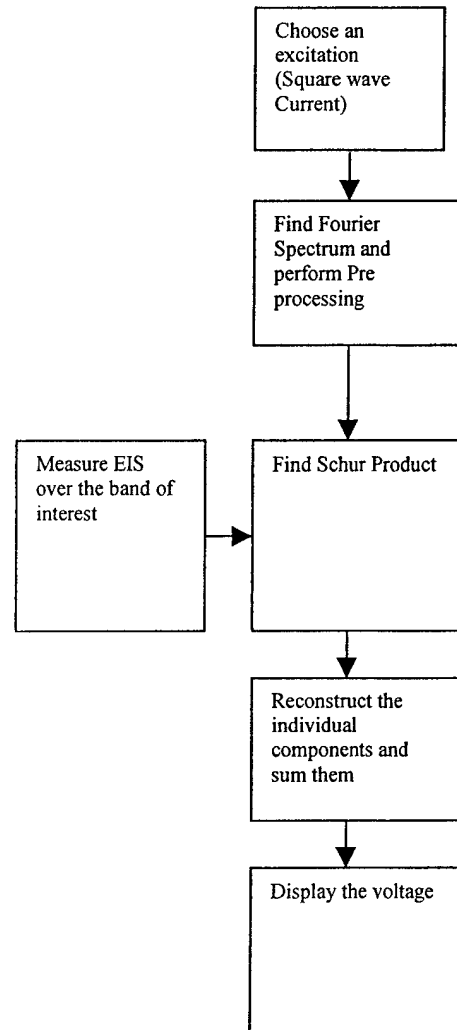 Choose an
excitation
(Square wave
Current)
Find Fourier
Spectrum and
perform Pre
processing
Measure EIS
over the band of
interest
Find Schur Product
Reconstruct the
individual
components and
sum them
Display the voltage